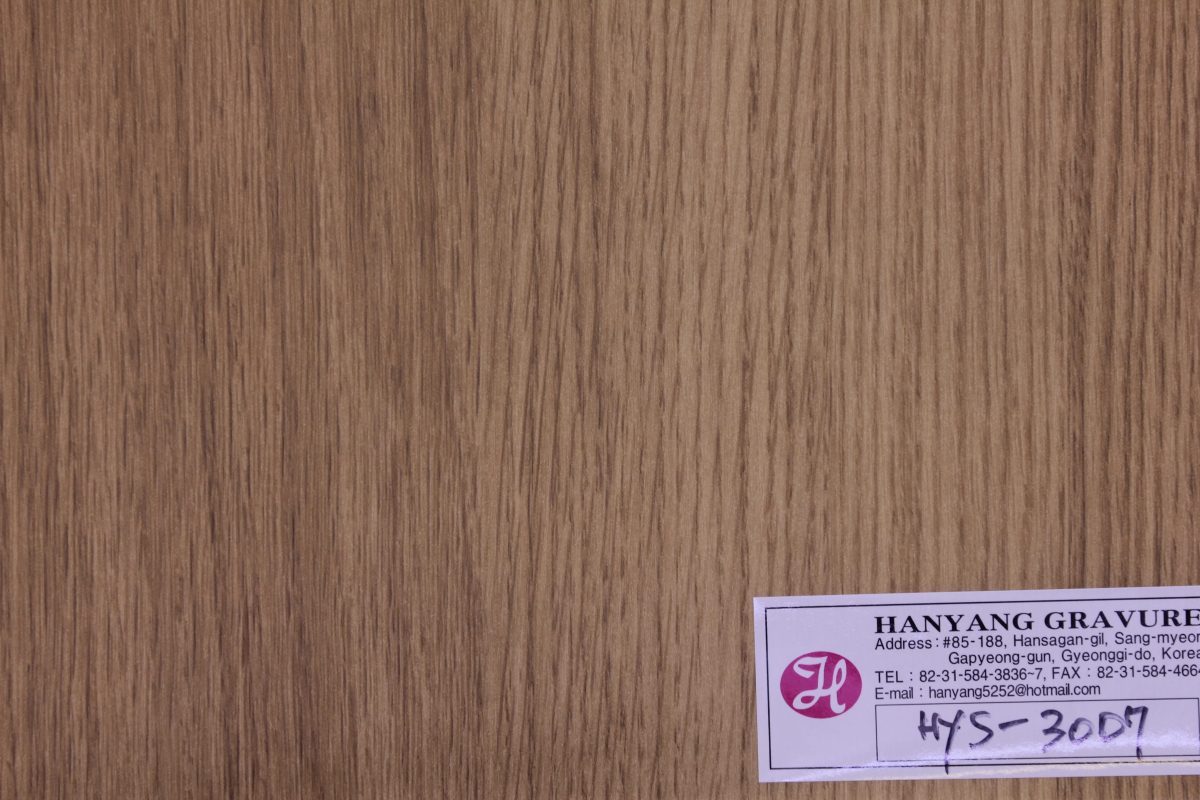 HANYANG GRAVURE
Address : #85-188, Hansagan-gil, Sang-myeon
Gapyeong-gun, Gyeonggi-do, Korea
TEL : 82-31-584-3836~7, FAX : 82-31-584-4664
E-mail : hanyang5252@hotmail.com
H
HYS-3007